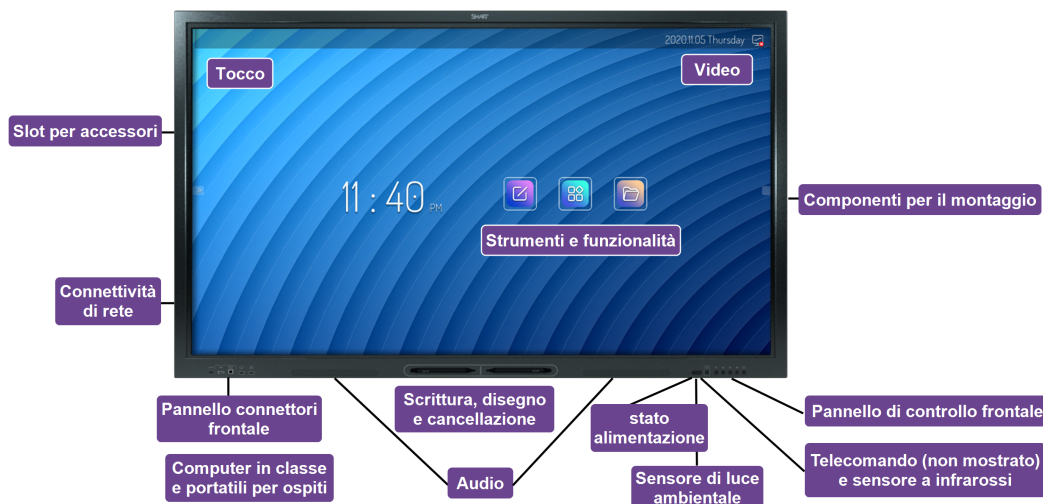 SMART
2020.11.05 Thursday
Tocco
Video
Slot per accessori
11 : 40 PM
Componenti per il montaggio
Strumenti e funzionalità
Connettività
di rete
Scrittura, disegno
e cancellazione
Pannello connettori
frontale
stato
alimentazione
Pannello di controllo frontale
Computer in classe
e portatili per ospiti
Audio
Sensore di luce
ambientale
Telecomando (non mostrato)
e sensore a infrarossi